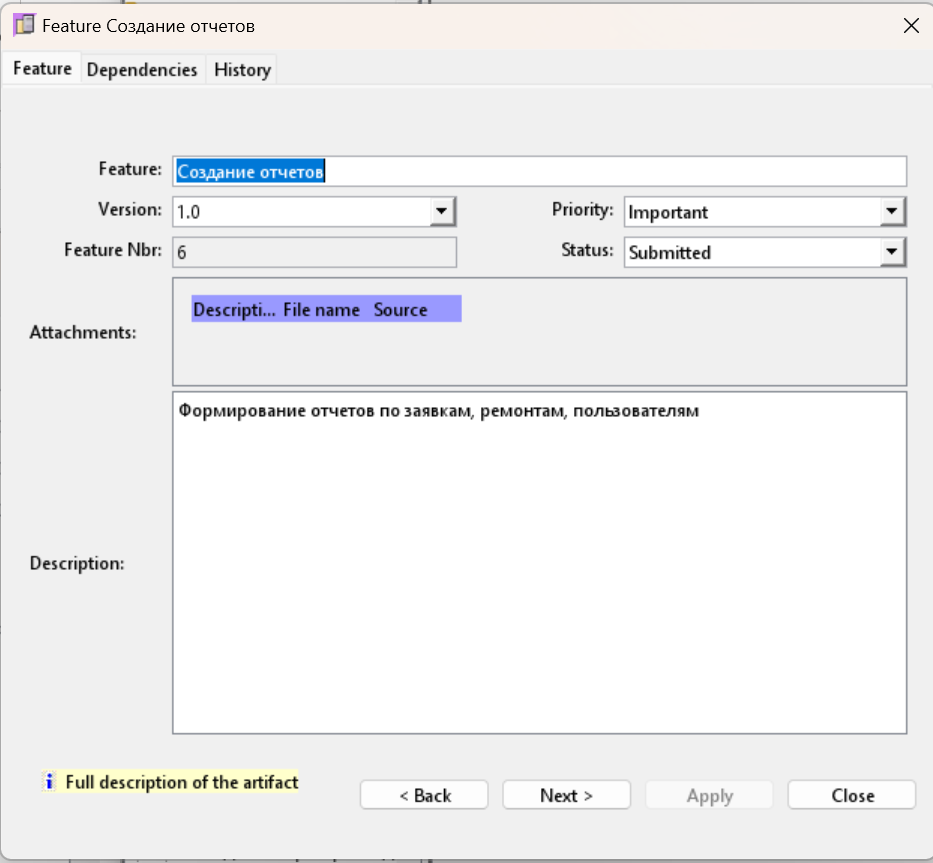 Feature Создание отчетов
Feature Dependencies History
Feature: Создание отчетов
Version: 1.0 Priority: Important
Feature Nbr: 6 Status: Submitted
Attachments:
Descripti... File name Source
Формирование отчетов по заявкам, ремонтам, пользователям
Description:
i Full description of the artifact
< Back Next > Apply Close